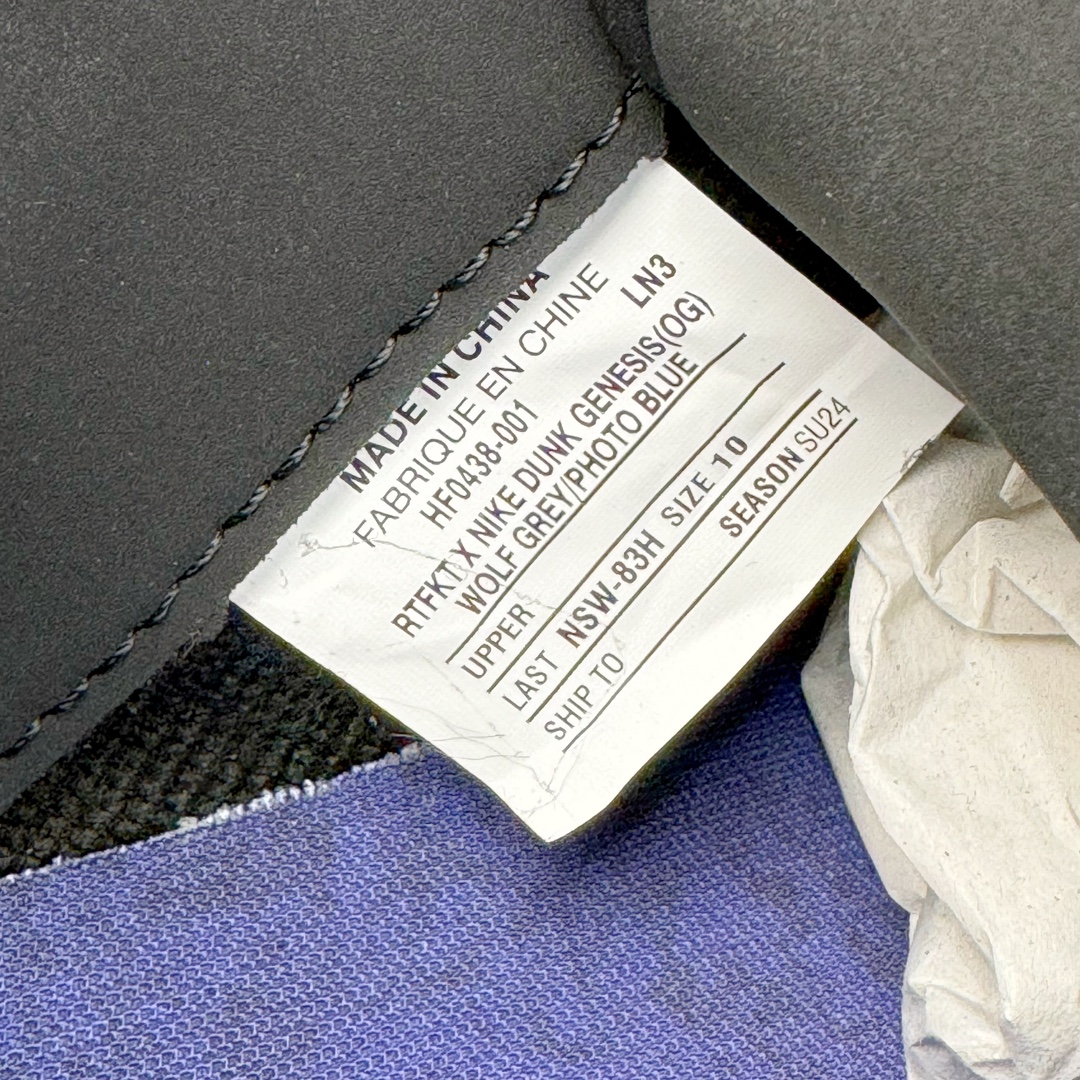 MADE IN CHINA
FABRIQUE EN CHINE
HF0438-001 LN3
RTFKT X NIKE DUNK GENESIS(OG)
WOLF GREY/PHOTO BLUE
UPPER
LAST NSW-83H SIZE 10
SHIP TO SEASON SU24